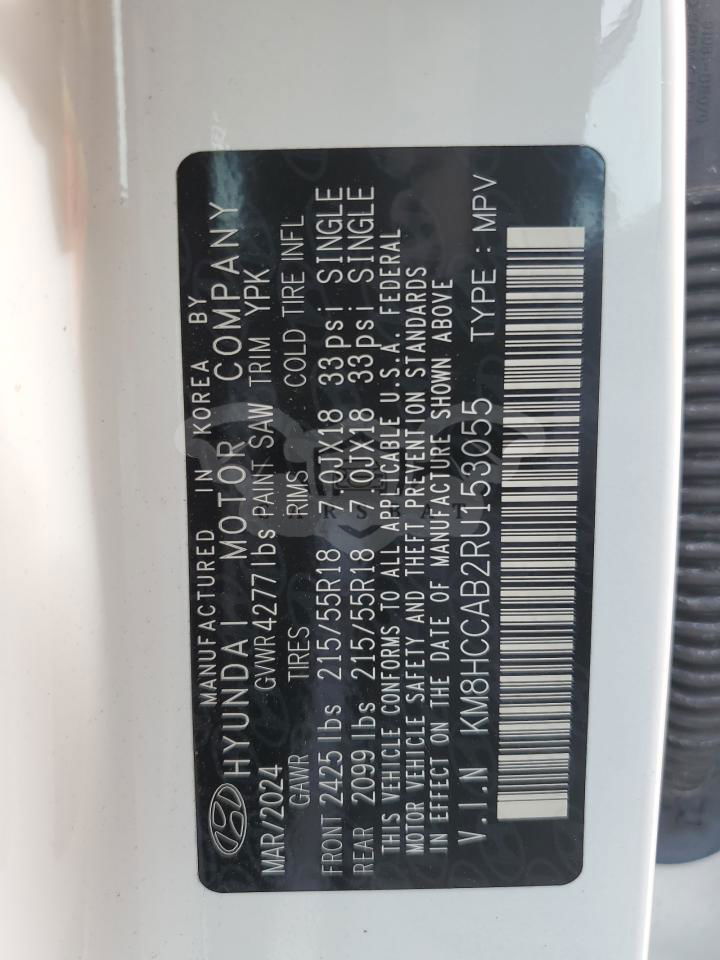 MANUFACTURED IN KOREA BY
HYUNDAI MOTOR COMPANY
MAR/2024 GVWR 4277lbs PAINT SAW TRIM YPK
GAWR TIRES RIMS COLD TIRE INFL
FRONT 2425lbs 215/55R18 7.0JX18 33psi SINGLE
REAR 2099lbs 215/55R18 7.0JX18 33psi SINGLE
THIS VEHICLE CONFORMS TO ALL APPLICABLE U.S.A. FEDERAL
MOTOR VEHICLE SAFETY AND THEFT PREVENTION STANDARDS
IN EFFECT ON THE DATE OF MANUFACTURE SHOWN ABOVE
V.I.N KM8HCCAB2RU153055 TYPE : MPV